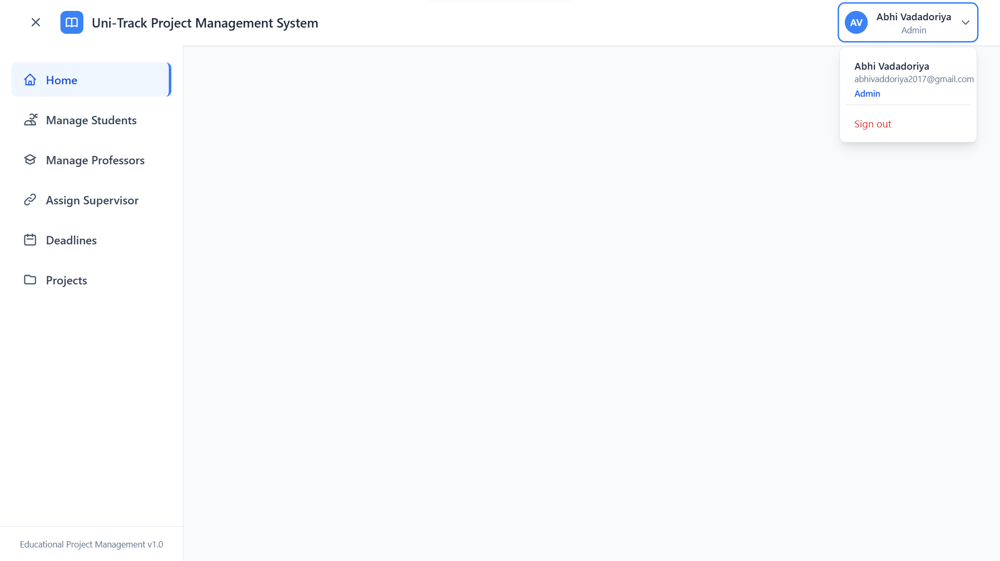 Uni-Track Project Management System
AV
Abhi Vadadoriya
Admin
Abhi Vadadoriya
abhivaddoriya2017@gmail.com
Admin
Sign out
Home
Manage Students
Manage Professors
Assign Supervisor
Deadlines
Projects
Educational Project Management v1.0